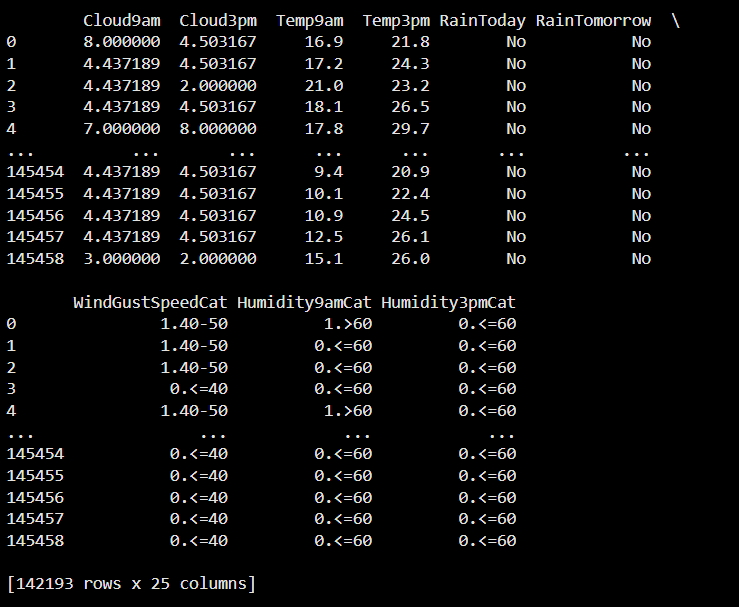 Cloud9am Cloud3pm Temp9am Temp3pm RainToday RainTomorrow \
0 8.000000 4.503167 16.9 21.8 No No
1 4.437189 4.503167 17.2 24.3 No No
2 4.437189 2.000000 21.0 23.2 No No
3 4.437189 4.503167 18.1 26.5 No No
4 7.000000 8.000000 17.8 29.7 No No
... ... ... ... ... ... ...
145454 4.437189 4.503167 9.4 20.9 No No
145455 4.437189 4.503167 10.1 22.4 No No
145456 4.437189 4.503167 10.9 24.5 No No
145457 4.437189 4.503167 12.5 26.1 No No
145458 3.000000 2.000000 15.1 26.0 No No
WindGustSpeedCat Humidity9amCat Humidity3pmCat
0 1.40-50 1.>60 0.<=60
1 1.40-50 0.<=60 0.<=60
2 1.40-50 0.<=60 0.<=60
3 0.<=40 0.<=60 0.<=60
4 1.40-50 1.>60 0.<=60
... ... ... ...
145454 0.<=40 0.<=60 0.<=60
145455 0.<=40 0.<=60 0.<=60
145456 0.<=40 0.<=60 0.<=60
145457 0.<=40 0.<=60 0.<=60
145458 0.<=40 0.<=60 0.<=60
[142193 rows x 25 columns]